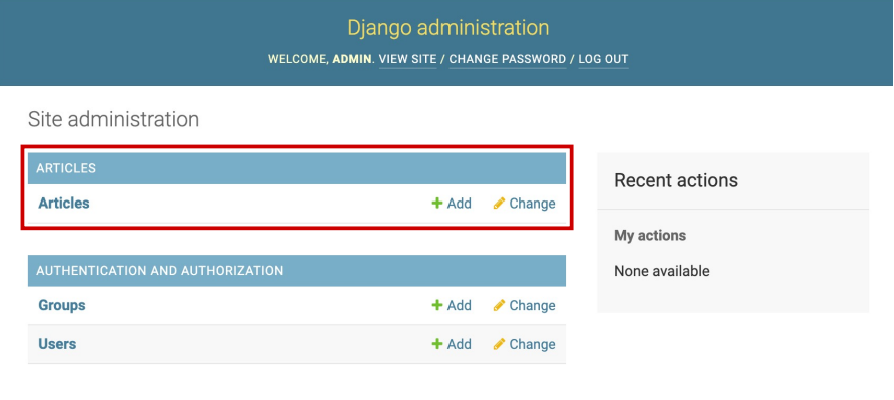 Django administration
WELCOME, ADMIN. VIEW SITE / CHANGE PASSWORD / LOG OUT
Site administration
ARTICLES
Articles Add Change
AUTHENTICATION AND AUTHORIZATION
Groups Add Change
Users Add Change
Recent actions
My actions
None available